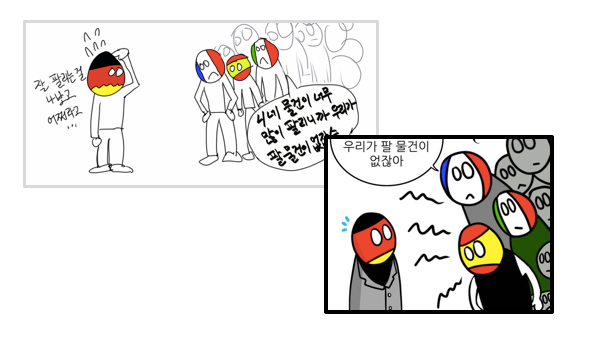 잘 팔리는걸
나보고
어쩌라고
...
너네 물건이 너무
많이 팔리니까 우리가
팔 물건이 없잖슴
우리가 팔 물건이
없잖아